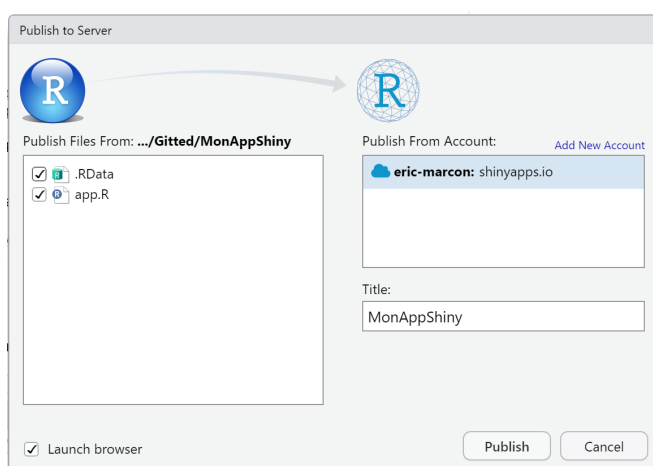 Publish to Server
Publish Files From: .../Gitted/MonAppShiny
.RData
app.R
Publish From Account:
Add New Account
eric-marcon: shinyapps.io
Title:
MonAppShiny
Launch browser
Publish
Cancel